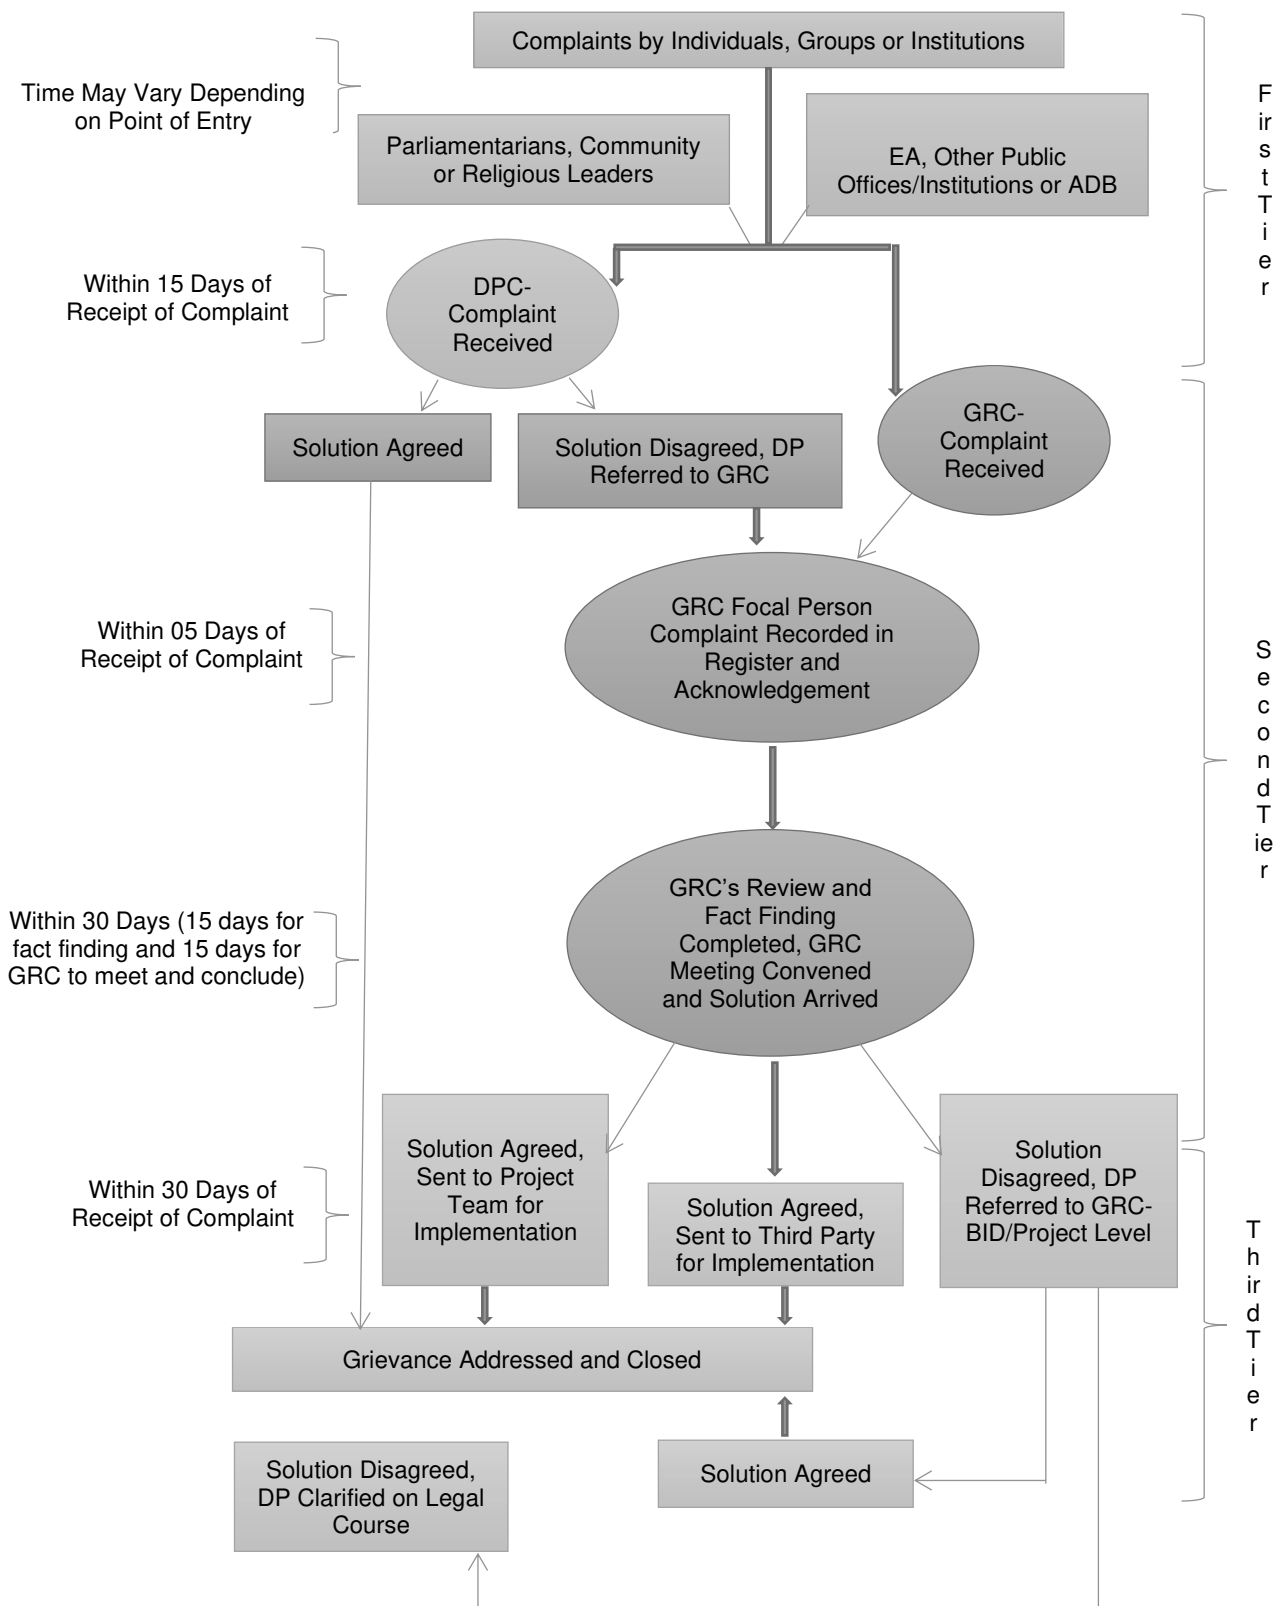 Complaints by Individuals, Groups or Institutions
Time May Vary Depending
on Point of Entry
Parliamentarians, Community
or Religious Leaders
EA, Other Public
Offices/Institutions or ADB
F
ir
s
t
T
i
e
r
Within 15 Days of
Receipt of Complaint
DPC-
Complaint
Received
Solution Agreed
Solution Disagreed, DP
Referred to GRC
GRC-
Complaint
Received
Within 05 Days of
Receipt of Complaint
GRC Focal Person
Complaint Recorded in
Register and
Acknowledgement
S
e
c
o
n
d
T
ie
r
Within 30 Days (15 days for
fact finding and 15 days for
GRC to meet and conclude)
GRC’s Review and
Fact Finding
Completed, GRC
Meeting Convened
and Solution Arrived
Within 30 Days of
Receipt of Complaint
Solution Agreed,
Sent to Project
Team for
Implementation
Solution Agreed,
Sent to Third Party
for Implementation
Solution
Disagreed, DP
Referred to GRC-
BID/Project Level
T
h
ir
d
T
i
e
r
Grievance Addressed and Closed
Solution Disagreed,
DP Clarified on Legal
Course
Solution Agreed